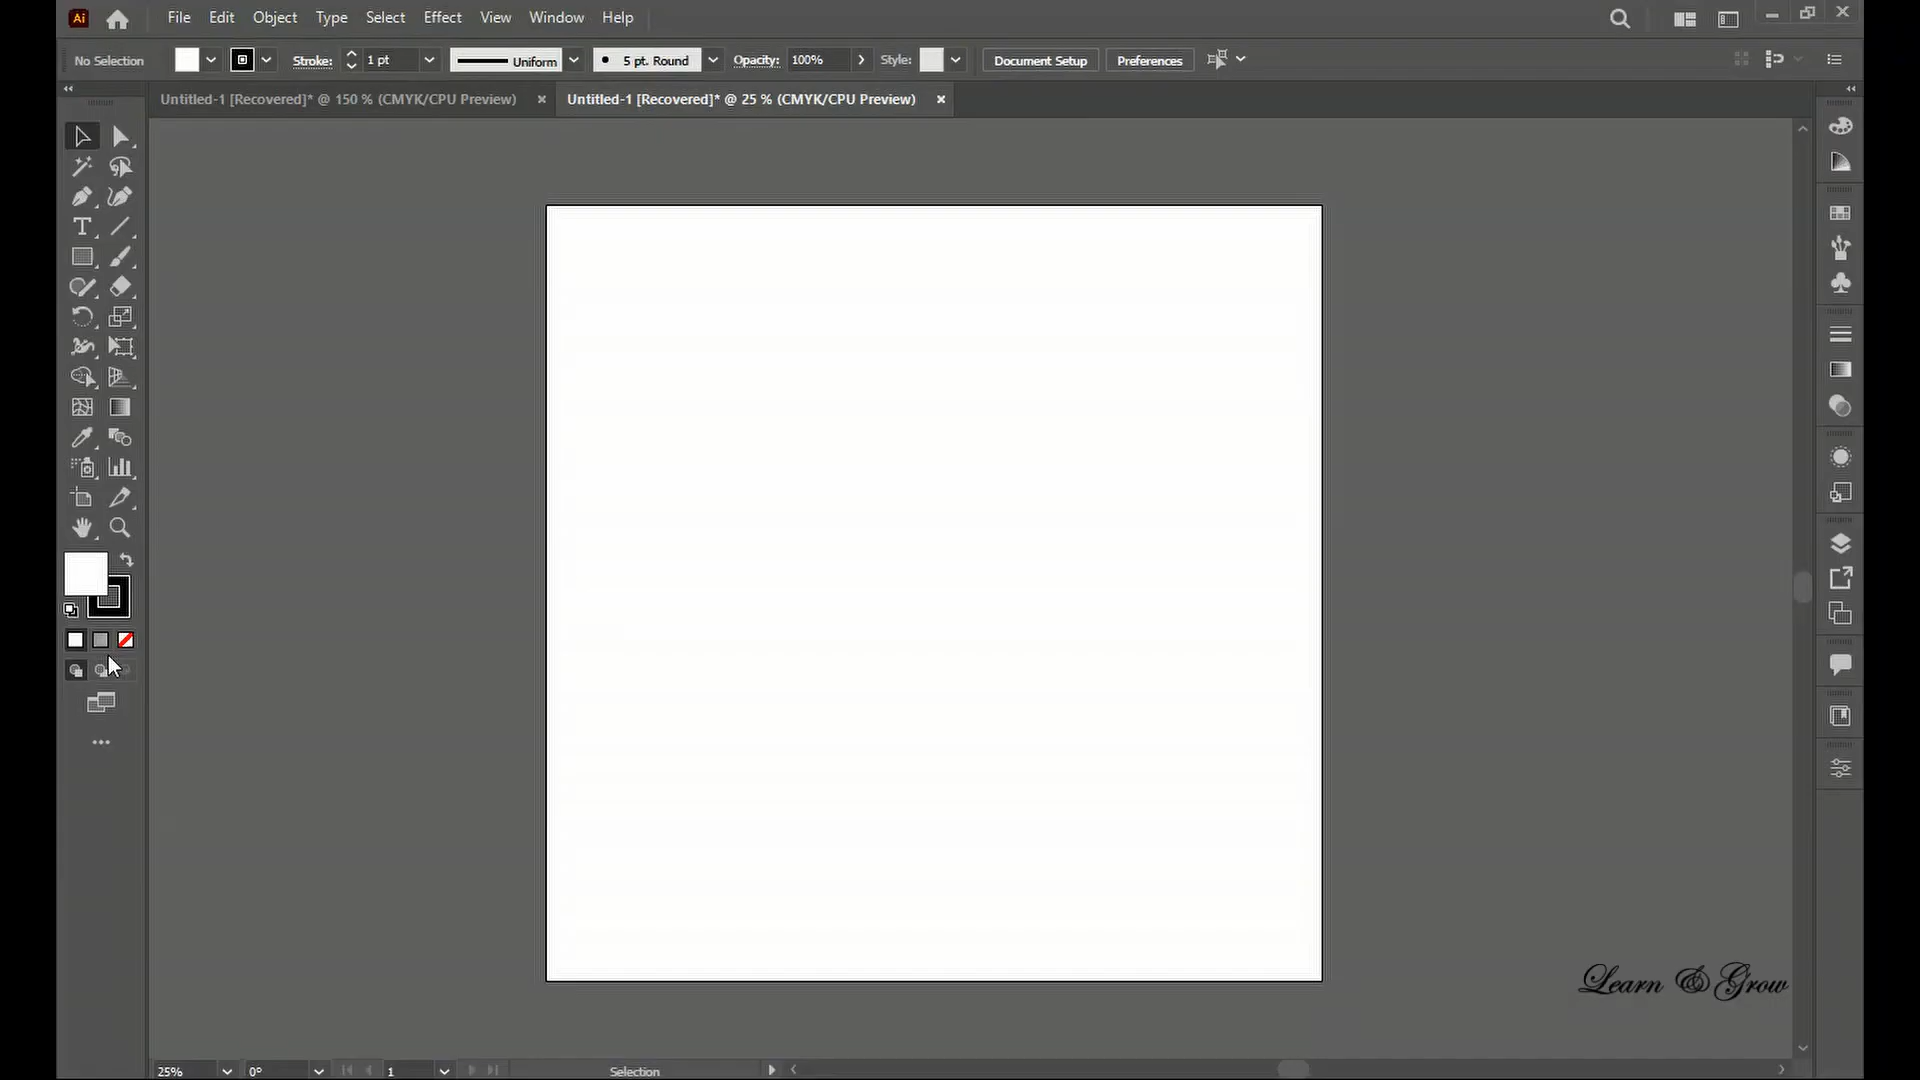 Ai File Edit Object Type Select Effect View Window Help
No Selection Stroke: 1 pt Uniform 5 pt. Round Opacity: 100% Style: Document Setup Preferences
Untitled-1 [Recovered]* @ 150 % (CMYK/CPU Preview) × Untitled-1 [Recovered]* @ 25 % (CMYK/CPU Preview) ×
Learn & Grow
25% 0° 1 Selection